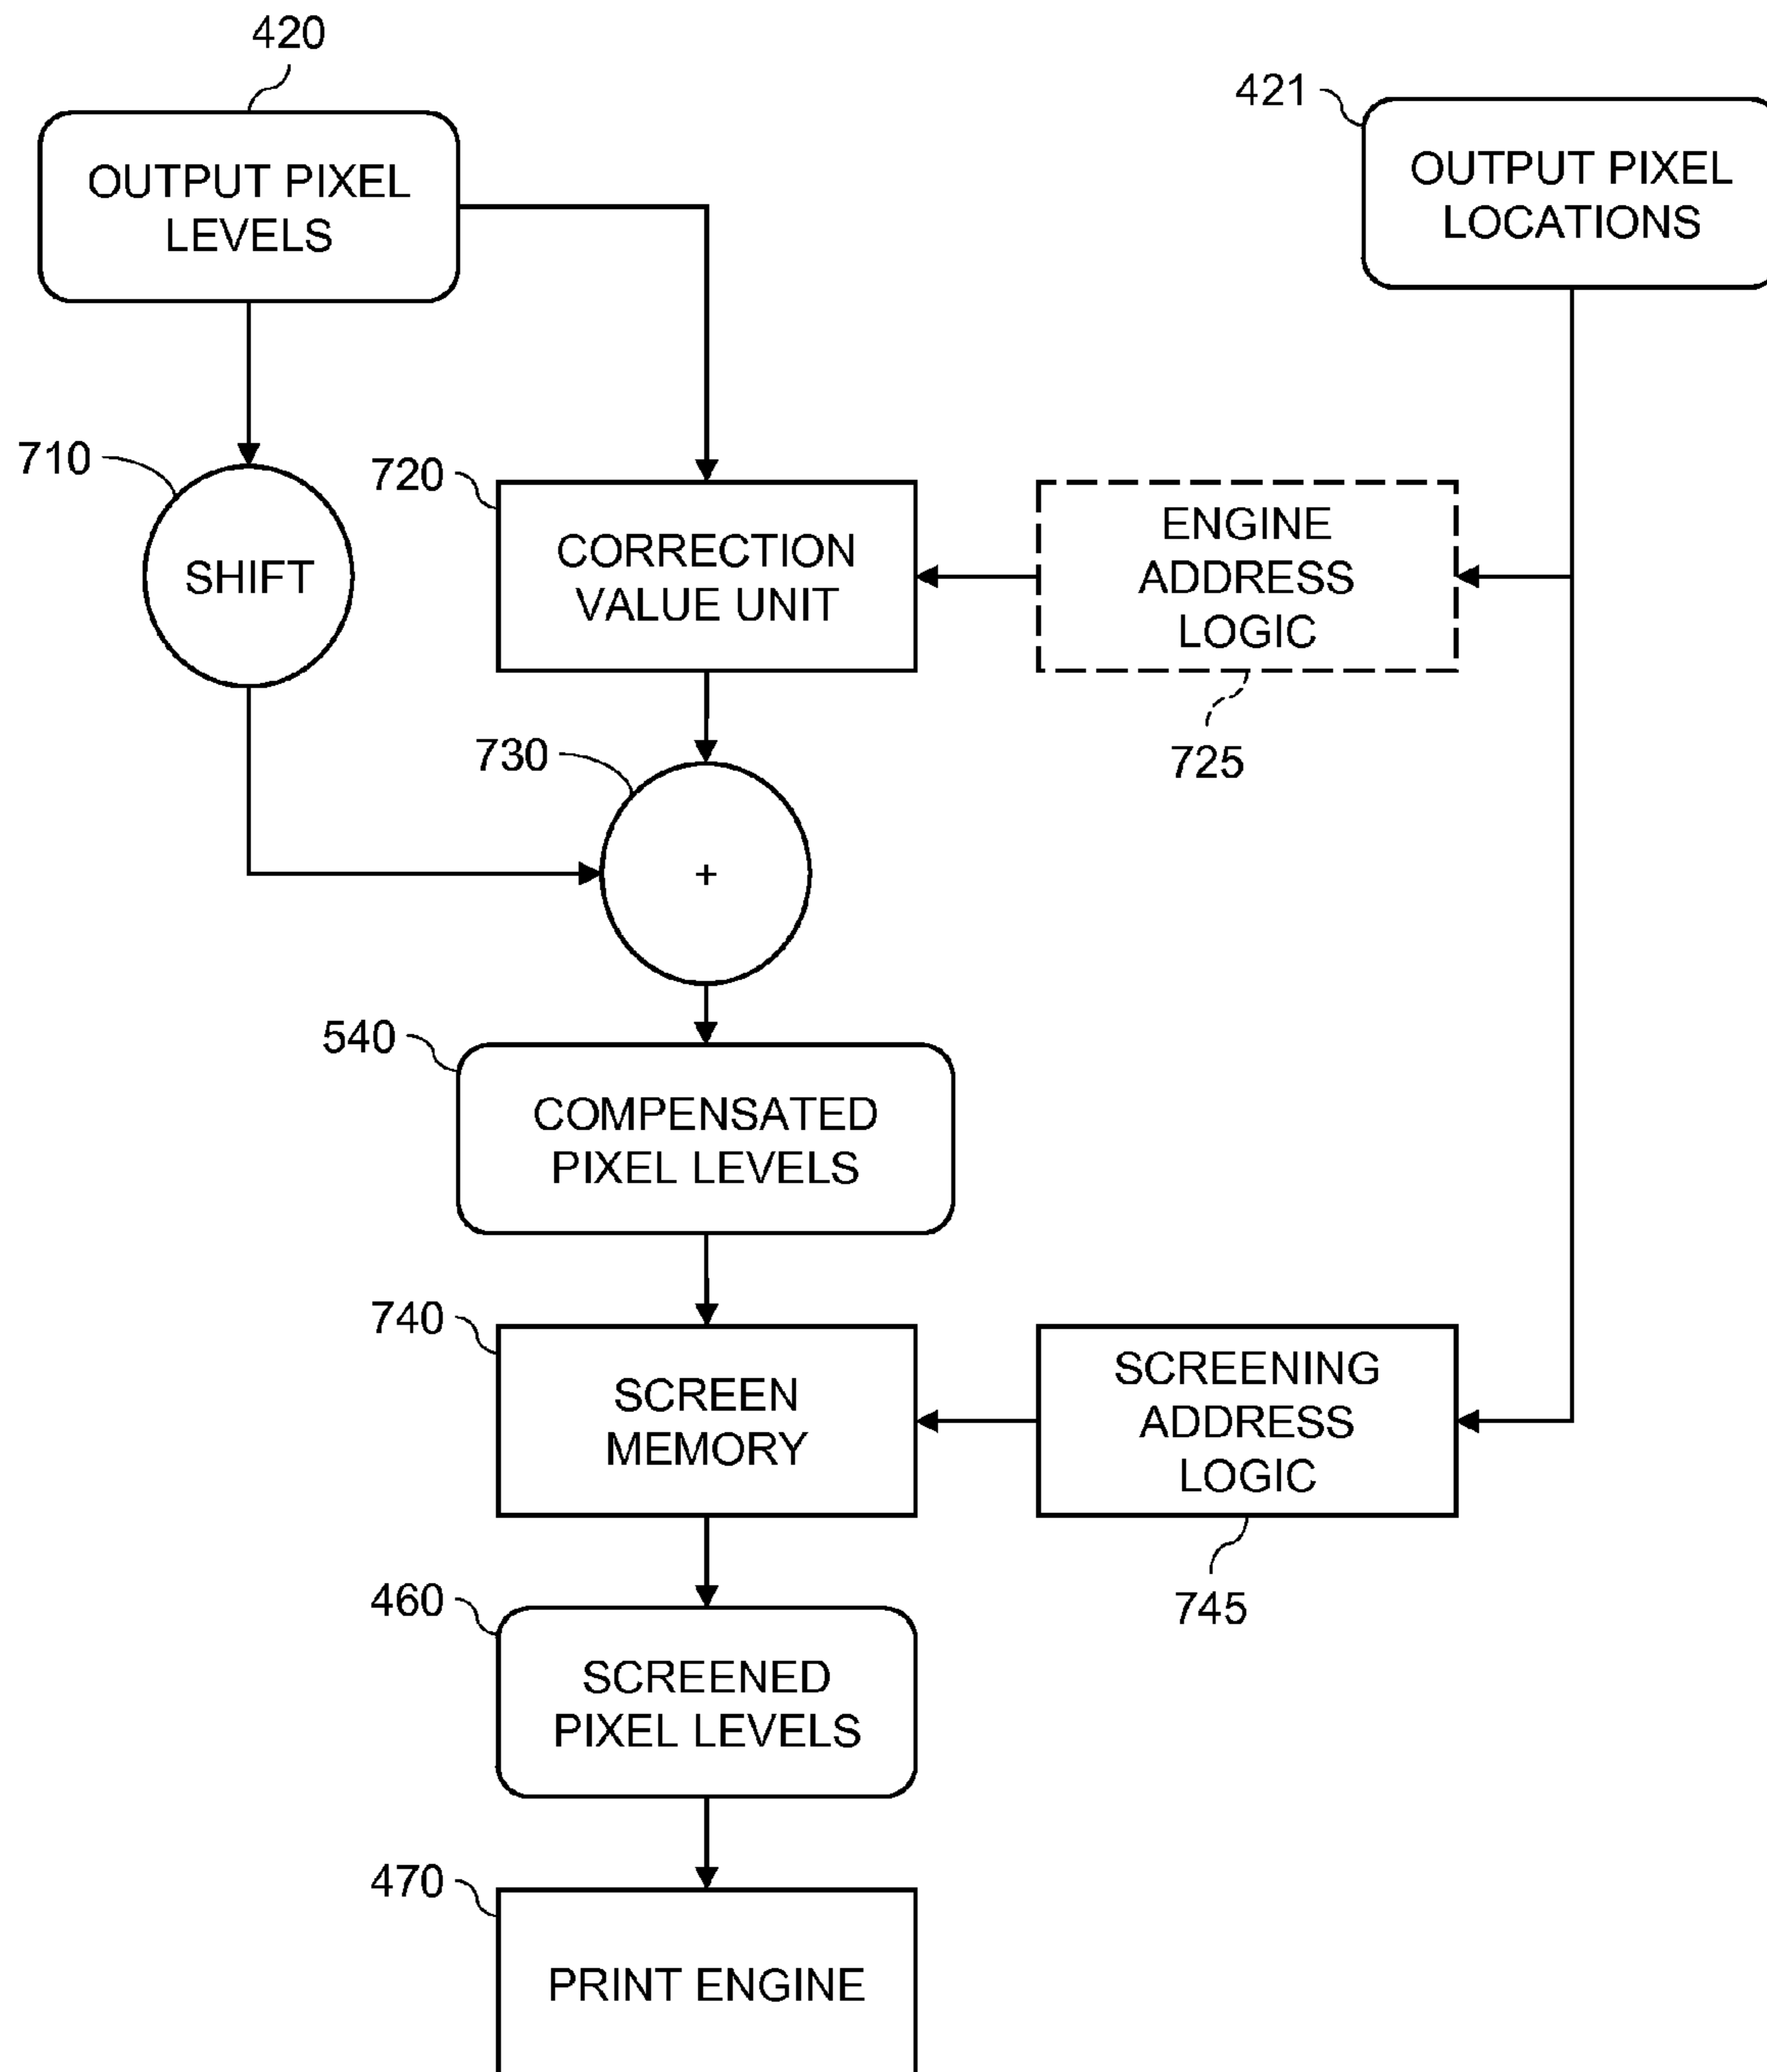 420
421
OUTPUT PIXEL
LEVELS
OUTPUT PIXEL
LOCATIONS
710
SHIFT
720
CORRECTION
VALUE UNIT
ENGINE
ADDRESS
LOGIC
725
730
+
540
COMPENSATED
PIXEL LEVELS
740
SCREEN
MEMORY
SCREENING
ADDRESS
LOGIC
745
460
SCREENED
PIXEL LEVELS
470
PRINT ENGINE